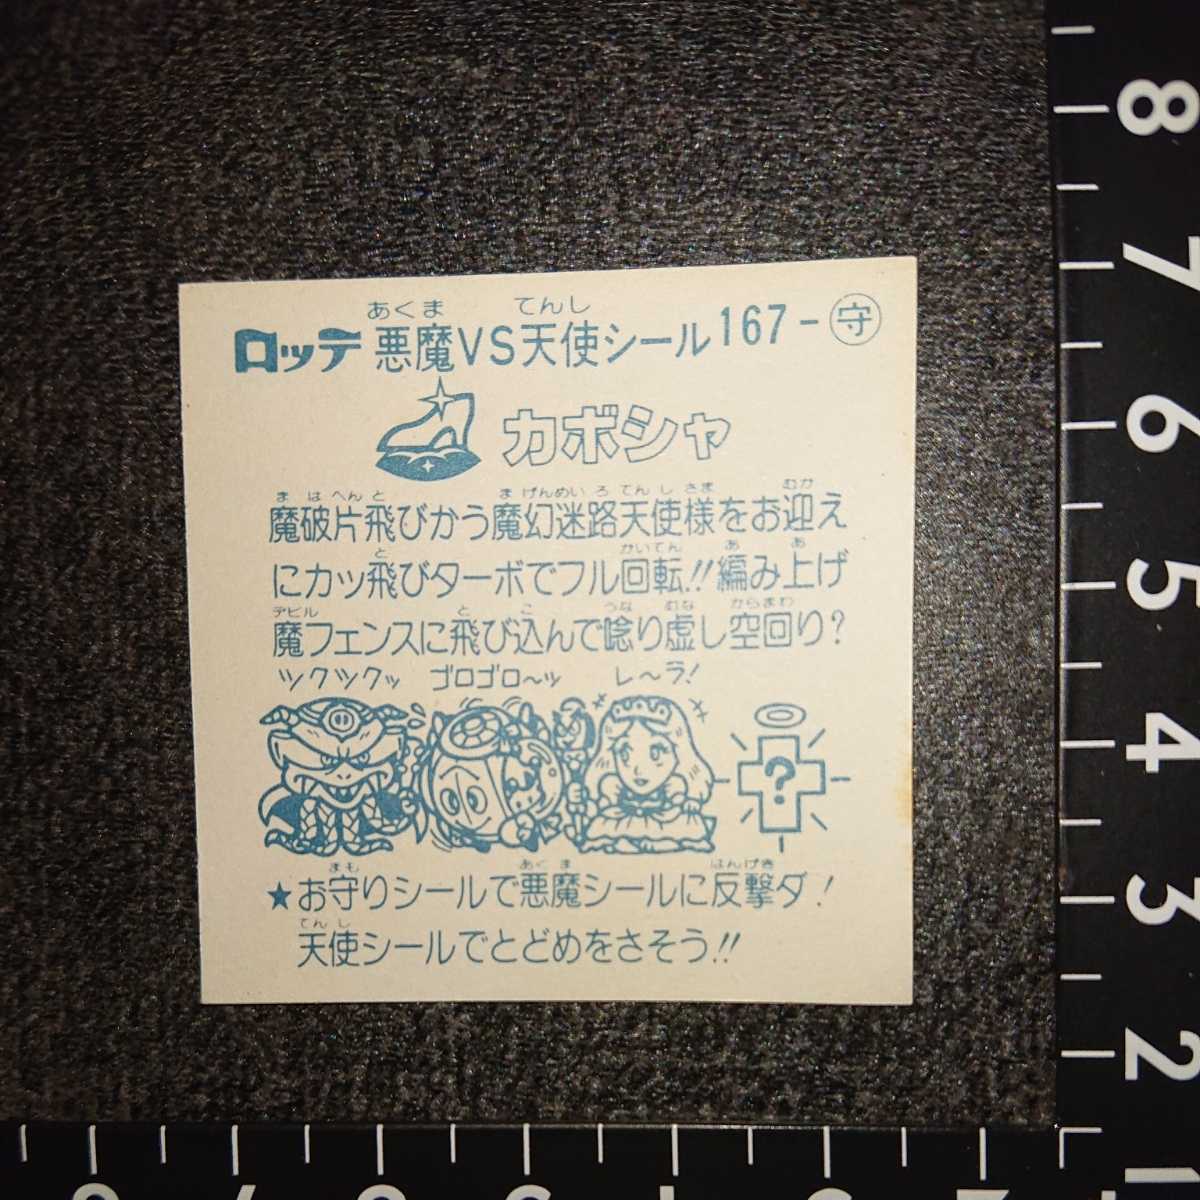 あくま てんし
ロッテ 悪魔VS天使シール 167-守
カボシャ
まはへんと まげんめいろてんしさま むか
魔破片飛びかう魔幻迷路天使様をお迎え
と かいてん あ あ
にカッ飛びターボでフル回転!!編み上げ
デビル と こ うな むな からまわ
魔フェンスに飛び込んで唸り虚し空回り?
ツクツクッ ゴロゴロ〜ッ レ〜ラ!
?
まも あくま はんげき
★お守りシールで悪魔シールに反撃ダ!
てんし
天使シールでとどめをさそう!!
8
7
6
5
4
3
2
1